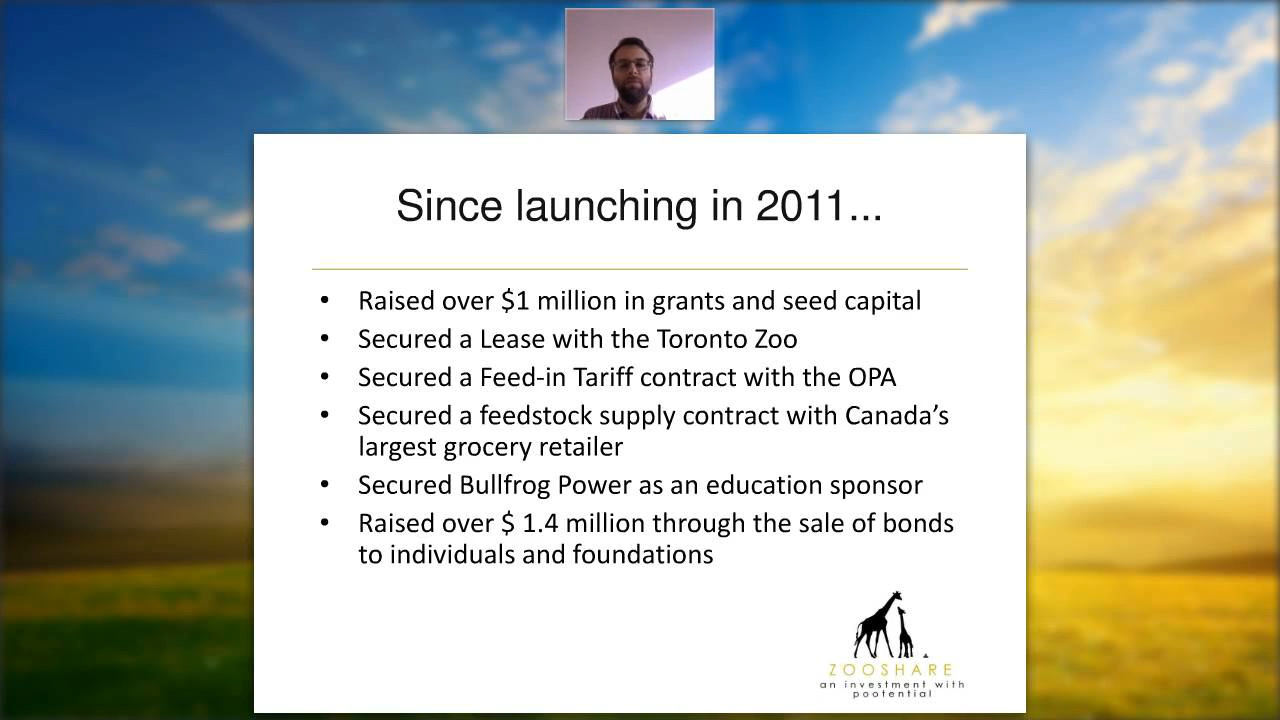 Since launching in 2011...
• Raised over $1 million in grants and seed capital
• Secured a Lease with the Toronto Zoo
• Secured a Feed-in Tariff contract with the OPA
• Secured a feedstock supply contract with Canada’s
largest grocery retailer
• Secured Bullfrog Power as an education sponsor
• Raised over $ 1.4 million through the sale of bonds
to individuals and foundations
ZOOSHARE
an investment with
pootential